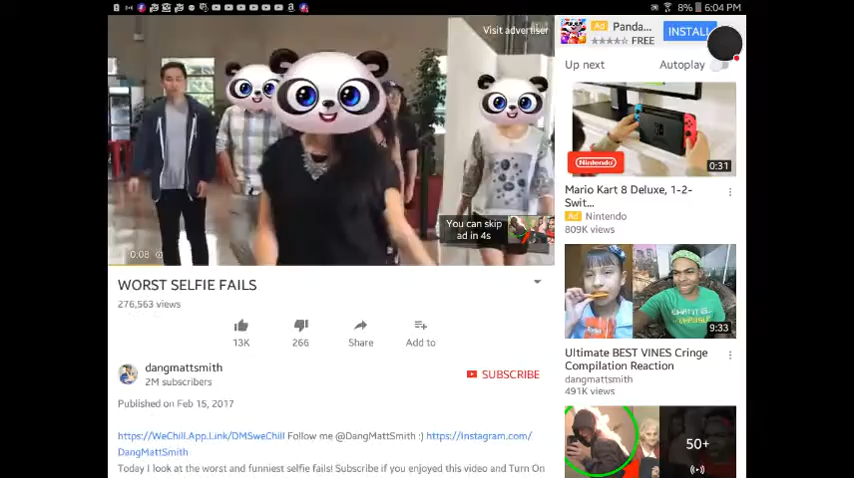 8% 6:04 PM
Visit advertiser
You can skip
ad in 4s
0:08
WORST SELFIE FAILS
276,563 views
13K
266
Share
Add to
dangmattsmith
2M subscribers
SUBSCRIBE
Published on Feb 15, 2017
https://WeChill.App.Link/DMSweChill Follow me @DangMattSmith :) https://Instagram.com/
DangMattSmith
Today I look at the worst and funniest selfie fails! Subscribe if you enjoyed this video and Turn On
Ad Panda...
FREE
INSTALL
Up next
Autoplay
Nintendo
0:31
Mario Kart 8 Deluxe, 1-2-
Swit...
Ad Nintendo
809K views
9:33
Ultimate BEST VINES Cringe
Compilation Reaction
dangmattsmith
491K views
50+